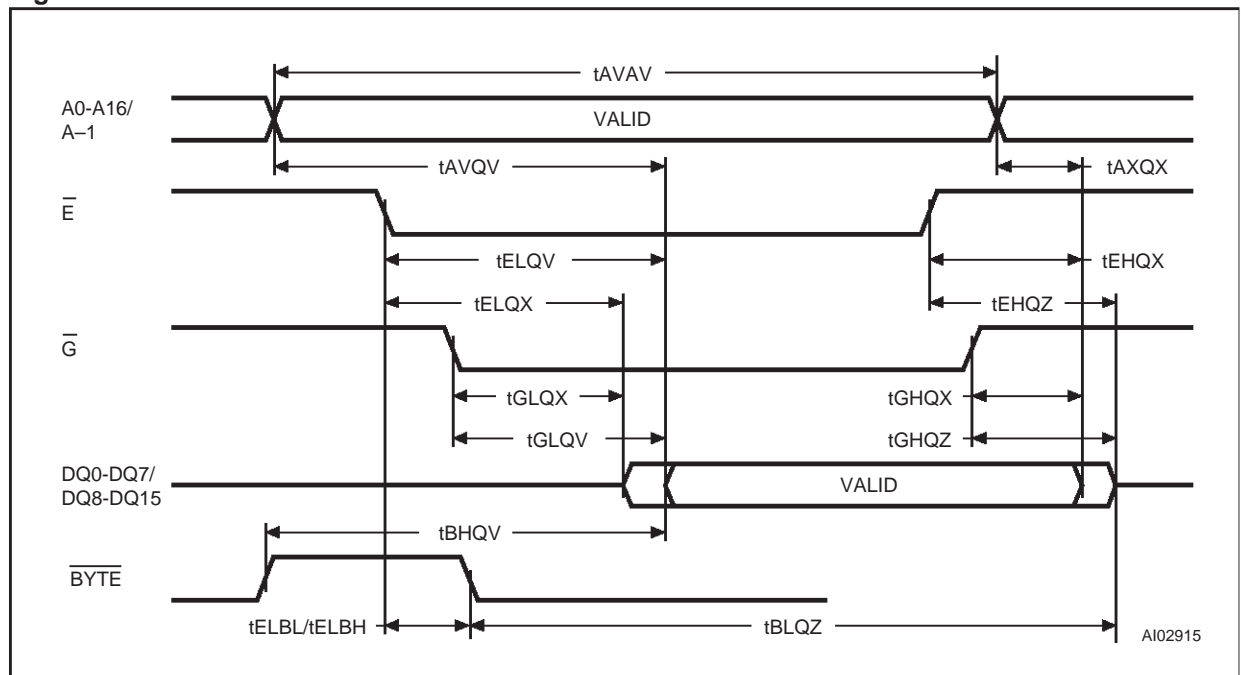 tAVAV
A0-A16/
A–1
VALID
tAVQV
tAXQX
E
tELQV
tEHQX
tELQX
tEHQZ
G
tGLQX
tGHQX
tGLQV
tGHQZ
DQ0-DQ7/
DQ8-DQ15
VALID
tBHQV
BYTE
tELBL/tELBH
tBLQZ
AI02915